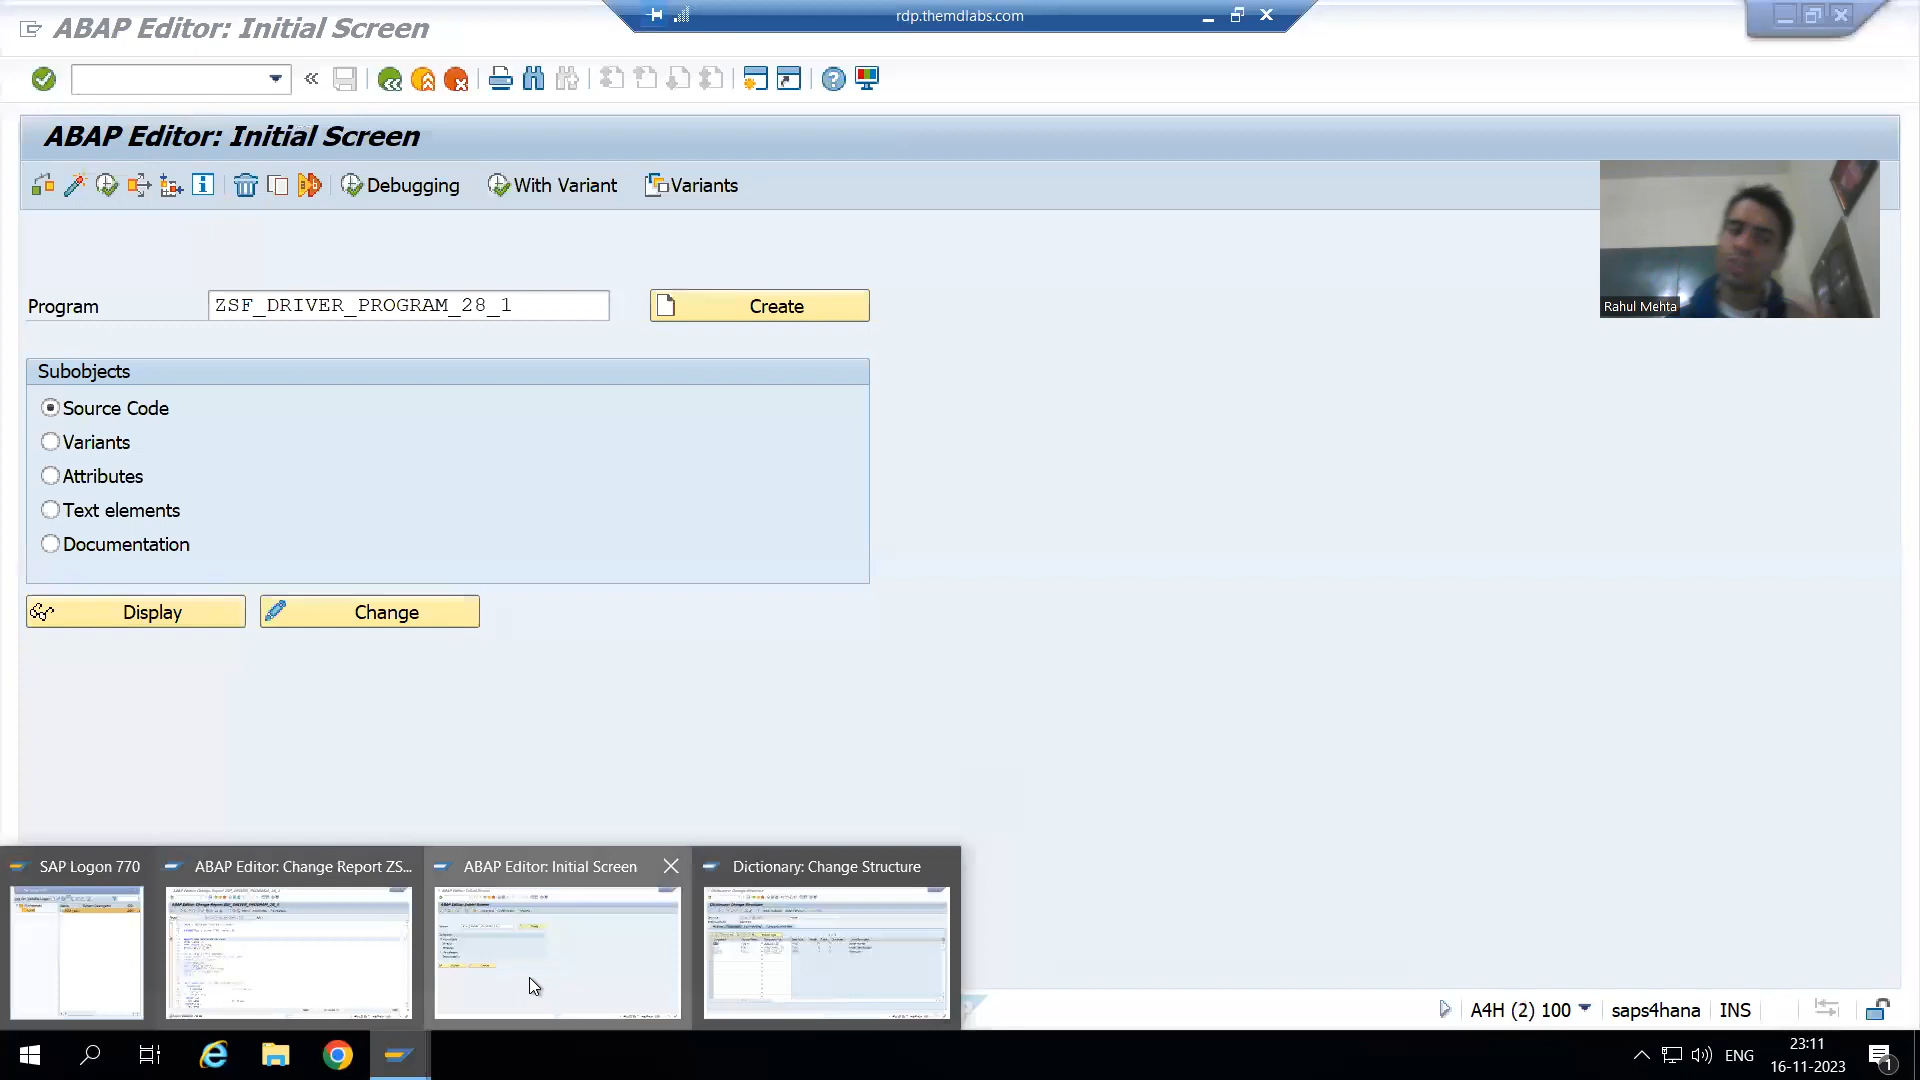 ABAP Editor: Initial Screen
rdp.themdlabs.com
ABAP Editor: Initial Screen
Debugging
With Variant
Variants
Rahul Mehta
Program
ZSF_DRIVER_PROGRAM_28_1
Create
Subobjects
Source Code
Variants
Attributes
Text elements
Documentation
Display
Change
SAP Logon 770
ABAP Editor: Change Report ZS...
ABAP Editor: Initial Screen
Dictionary: Change Structure
A4H (2) 100
saps4hana
INS
ENG
23:11
16-11-2023
1